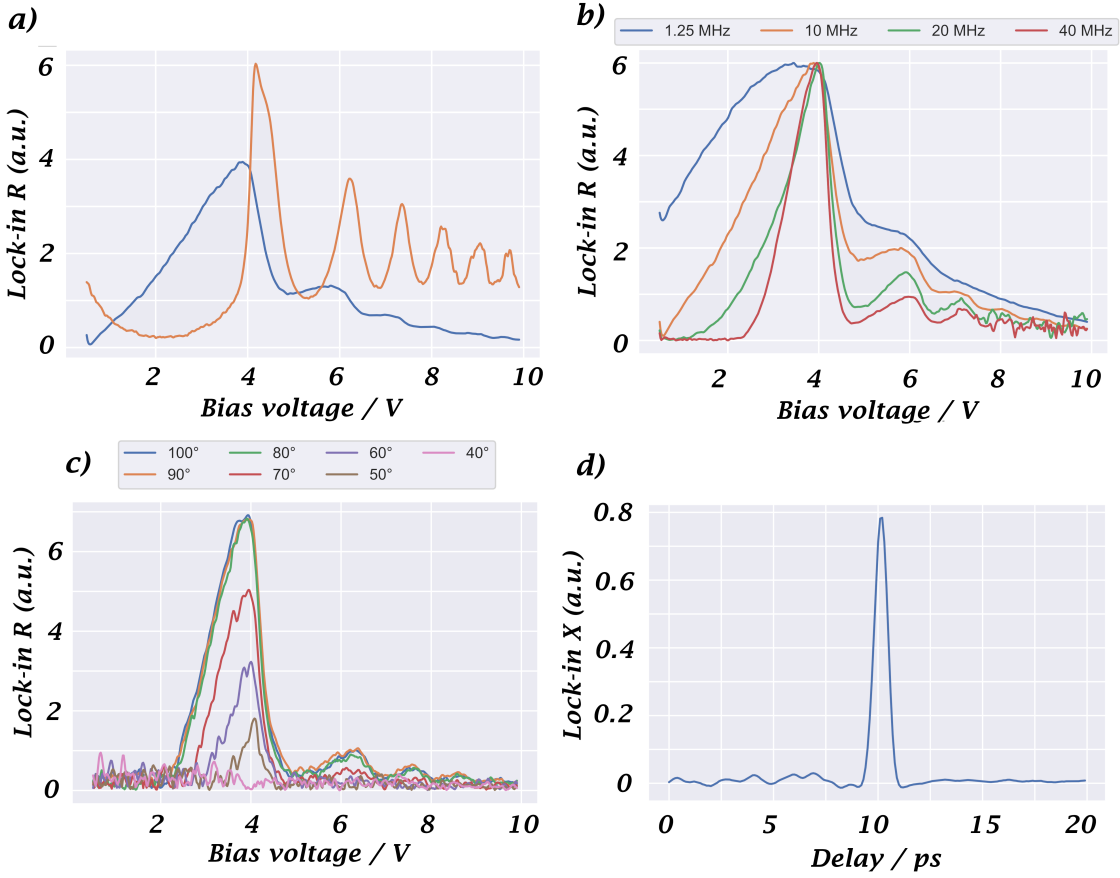 a)
Lock-in R (a.u.)
6
4
2
0
2 4 6 8 10
Bias voltage / V
b)
1.25 MHz 10 MHz 20 MHz 40 MHz
Lock-in R (a.u.)
6
4
2
0
2 4 6 8 10
Bias voltage / V
c)
100° 80° 60° 40°
90° 70° 50°
Lock-in R (a.u.)
6
4
2
0
2 4 6 8 10
Bias voltage / V
d)
Lock-in X (a.u.)
0.8
0.6
0.4
0.2
0
0 5 10 15 20
Delay / ps